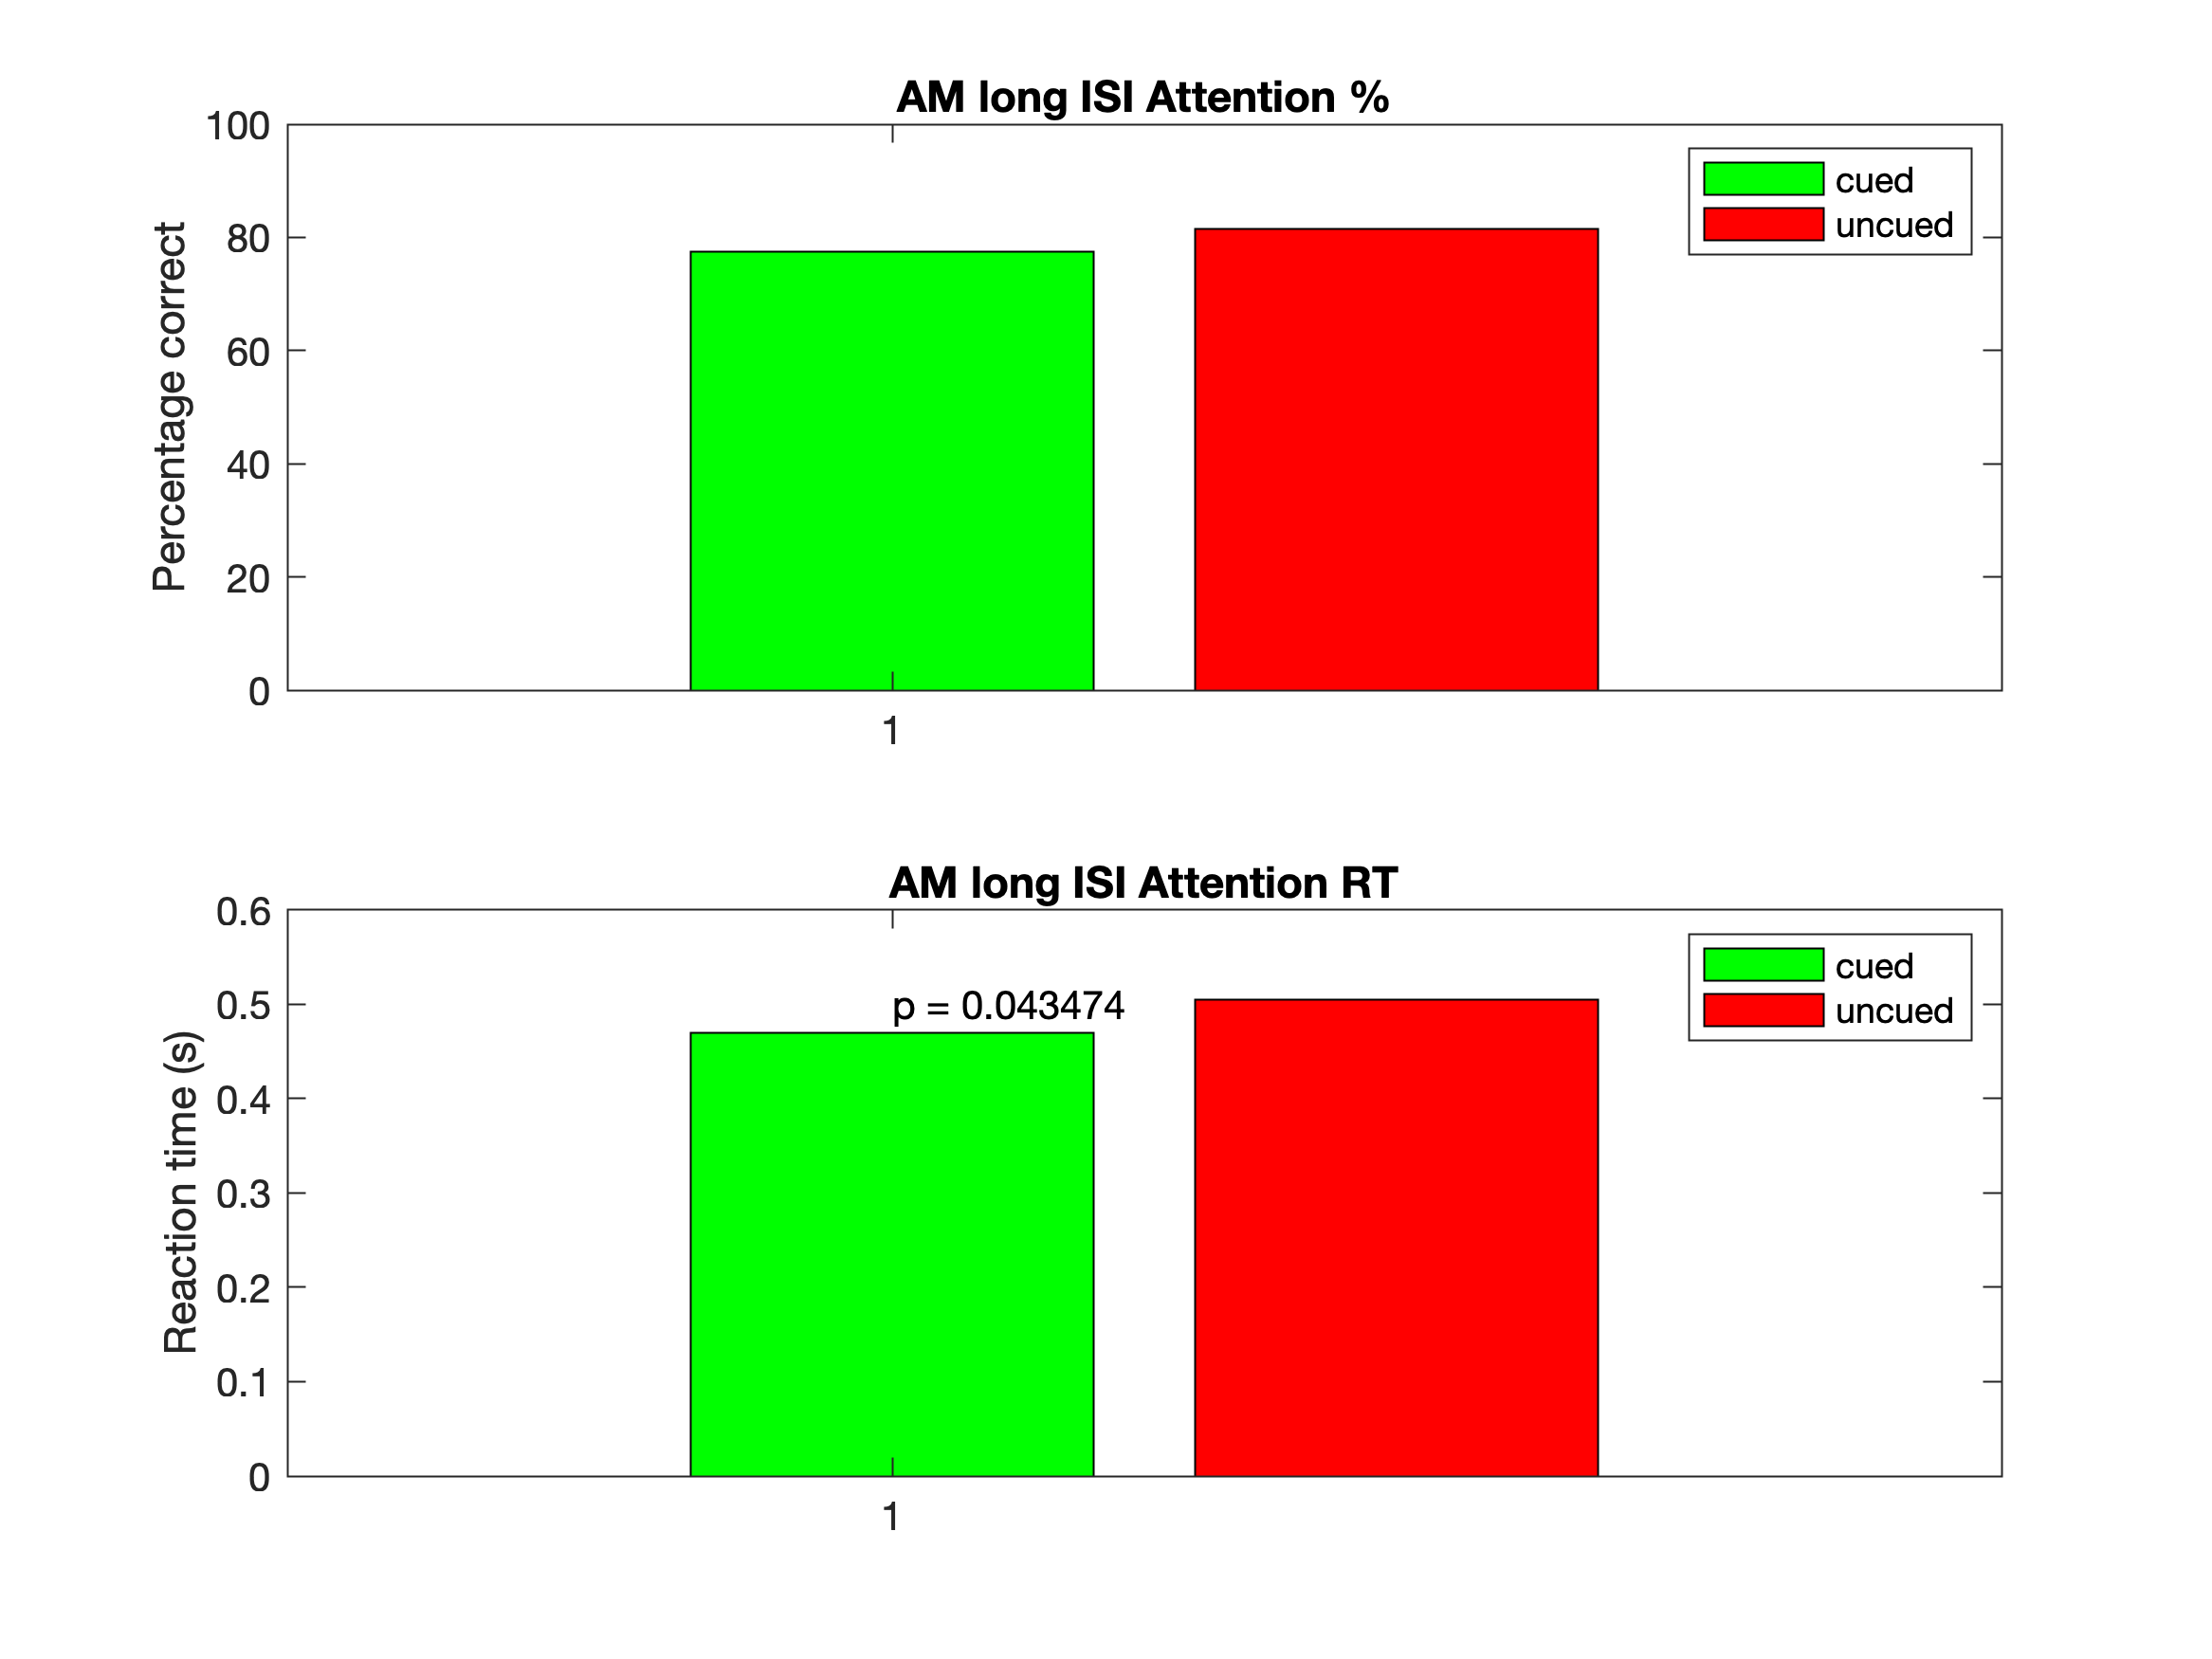 AM long ISI Attention %
100
80
60
40
20
0
Percentage correct
cued
uncued
1
AM long ISI Attention RT
0.6
0.5
0.4
0.3
0.2
0.1
0
Reaction time (s)
p = 0.043474
cued
uncued
1